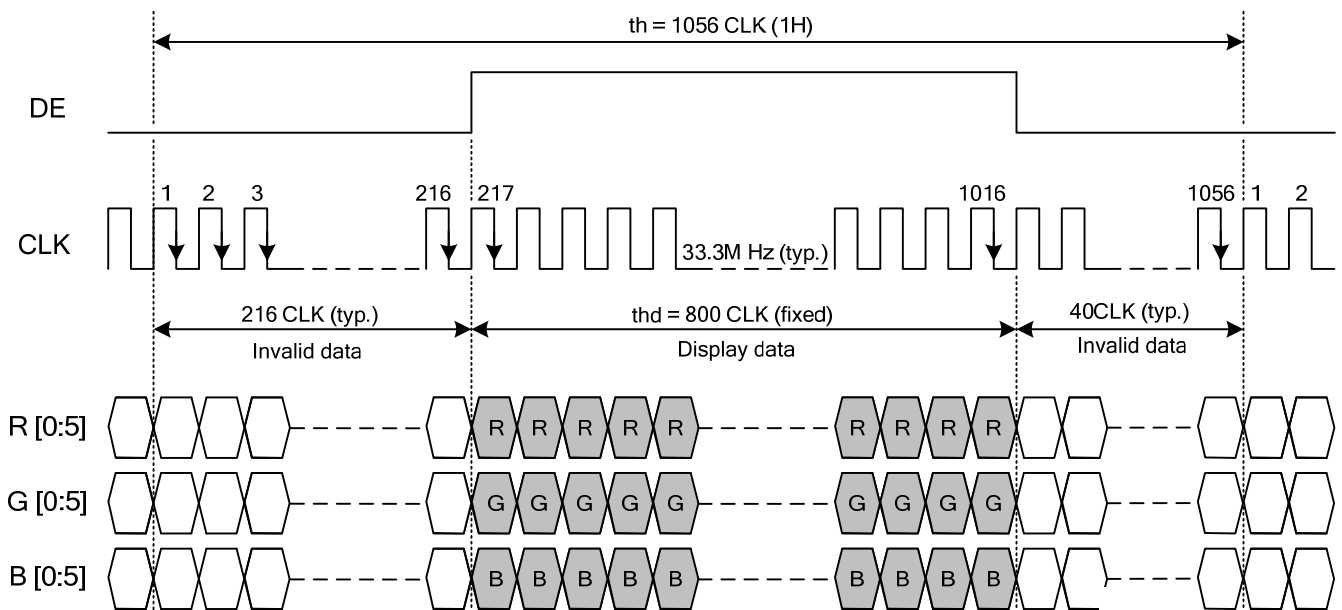 th = 1056 CLK (1H)
DE
1 2 3 216 217 1016 1056 1 2
CLK
33.3M Hz (typ.)
216 CLK (typ.) thd = 800 CLK (fixed) 40CLK (typ.)
Invalid data Display data Invalid data
R [0:5] R R R R R R R R R
G [0:5] G G G G G G G G G
B [0:5] B B B B B B B B B